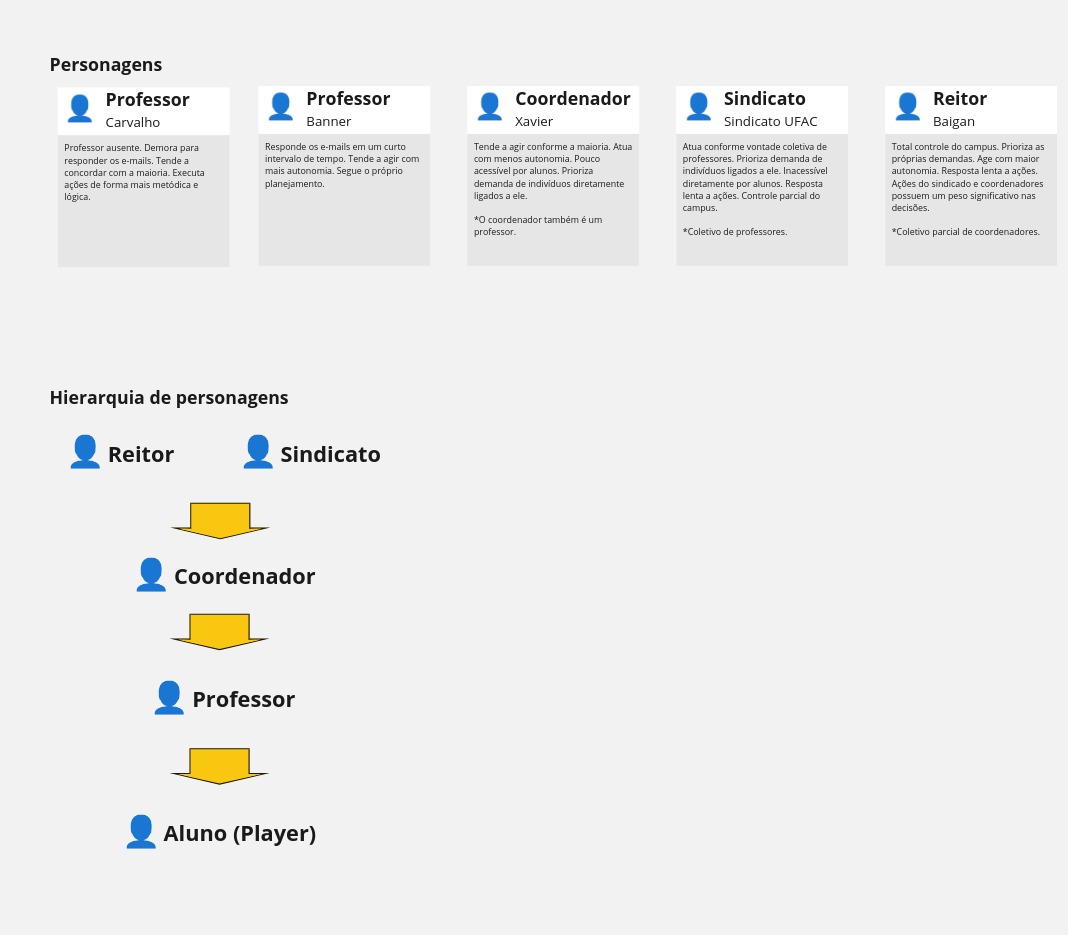 Personagens
Professor
Carvalho
Professor ausente. Demora para
responder os e-mails. Tende a
concordar com a maioria. Executa
ações de forma mais metódica e
lógica.
Professor
Banner
Responde os e-mails em um curto
intervalo de tempo. Tende a agir com
mais autonomia. Segue o próprio
planejamento.
Coordenador
Xavier
Tende a agir conforme a maioria. Atua
com menos autonomia. Pouco
acessível por alunos. Prioriza
demanda de indivíduos diretamente
ligados a ele.
*O coordenador também é um
professor.
Sindicato
Sindicato UFAC
Atua conforme vontade coletiva de
professores. Prioriza demanda de
indivíduos ligados a ele. Inacessível
diretamente por alunos. Resposta
lenta a ações. Controle parcial do
campus.
*Coletivo de professores.
Reitor
Baigan
Total controle do campus. Prioriza as
próprias demandas. Age com maior
autonomia. Resposta lenta a ações.
Ações do sindicado e coordenadores
possuem um peso significativo nas
decisões.
*Coletivo parcial de coordenadores.
Hierarquia de personagens
Reitor
Sindicato
Coordenador
Professor
Aluno (Player)